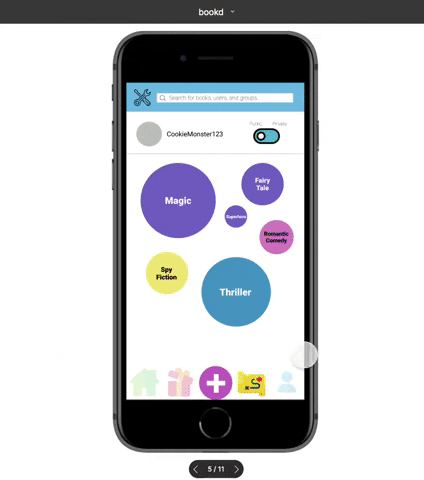 bookd
Search for books, users, and groups.
Public
Private
CookieMonster123
Magic
Fairy
Tale
Superhero
Romantic
Comedy
Spy
Fiction
Thriller
5 / 11